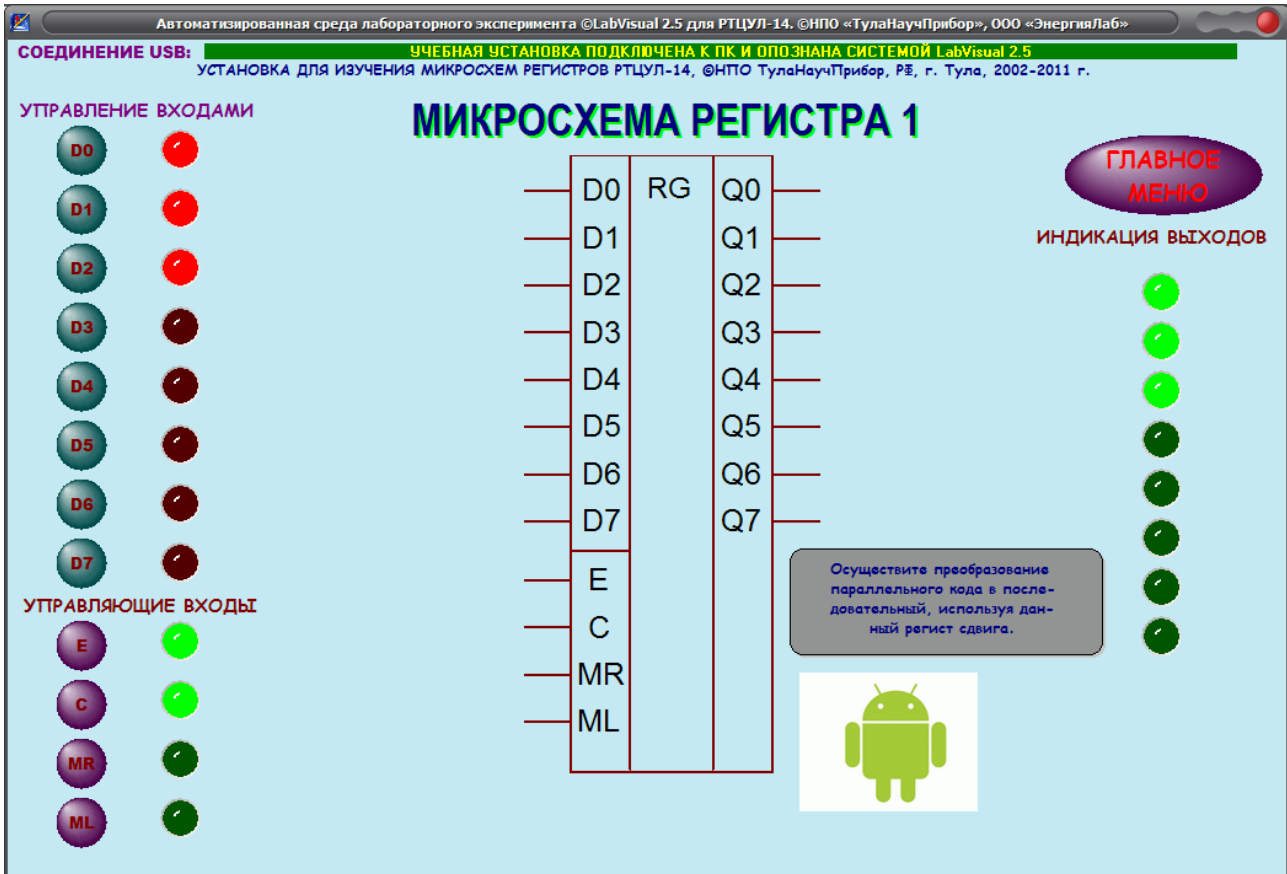 Автоматизированная среда лабораторного эксперимента ©LabVisual 2.5 для РТЦУЛ-14. ©НПО «ТулаНаучПрибор», ООО «ЭнергияЛаб»
СОЕДИНЕНИЕ USB: УЧЕБНАЯ УСТАНОВКА ПОДКЛЮЧЕНА К ПК И ОПОЗНАНА СИСТЕМОЙ LabVisual 2.5
УСТАНОВКА ДЛЯ ИЗУЧЕНИЯ МИКРОСХЕМ РЕГИСТРОВ РТЦУЛ-14, ©НТПО ТулаНаучПрибор, РФ, г. Тула, 2002-2011 г.
УПРАВЛЕНИЕ ВХОДАМИ
D0
D1
D2
D3
D4
D5
D6
D7
УПРАВЛЯЮЩИЕ ВХОДЫ
E
C
MR
ML
МИКРОСХЕМА РЕГИСТРА 1
D0 RG Q0
D1 Q1
D2 Q2
D3 Q3
D4 Q4
D5 Q5
D6 Q6
D7 Q7
E
C
MR
ML
ГЛАВНОЕ
МЕНЮ
ИНДИКАЦИЯ ВЫХОДОВ
Осуществите преобразование
параллельного кода в после-
довательный, используя дан-
ный регист сдвига.